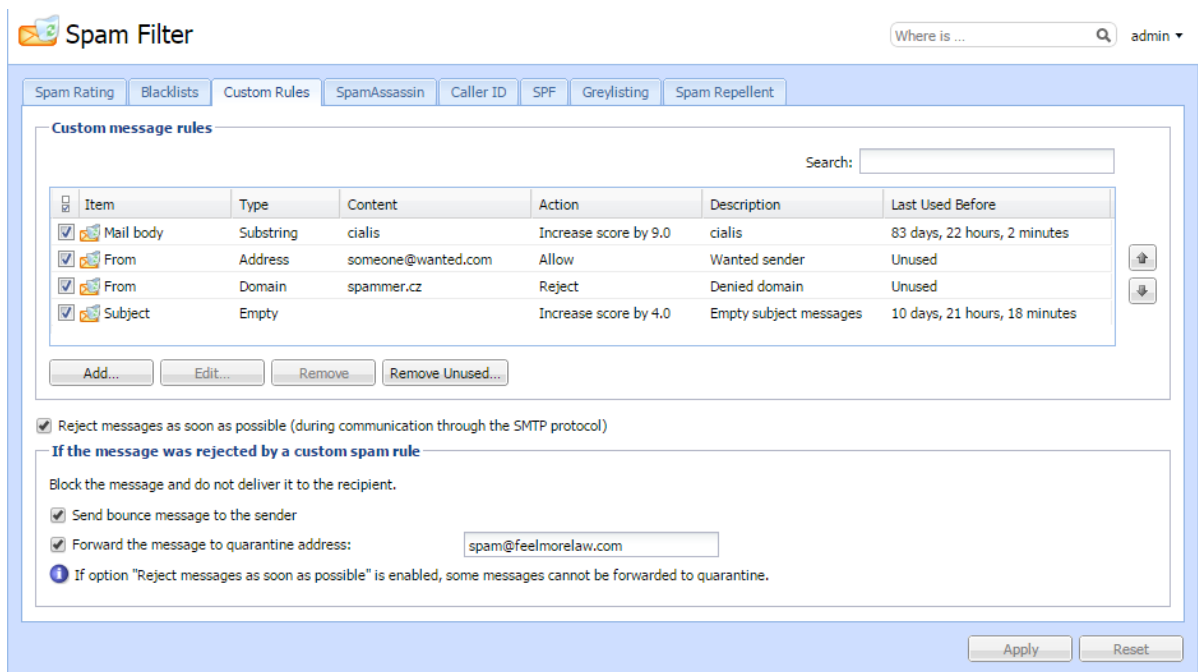 Spam Filter
Where is ...
admin
Spam Rating Blacklists Custom Rules SpamAssassin Caller ID SPF Greylisting Spam Repellent
Custom message rules
Search:
Item Type Content Action Description Last Used Before
Mail body Substring cialis Increase score by 9.0 cialis 83 days, 22 hours, 2 minutes
From Address someone@wanted.com Allow Wanted sender Unused
From Domain spammer.cz Reject Denied domain Unused
Subject Empty Increase score by 4.0 Empty subject messages 10 days, 21 hours, 18 minutes
Add... Edit... Remove Remove Unused...
Reject messages as soon as possible (during communication through the SMTP protocol)
If the message was rejected by a custom spam rule
Block the message and do not deliver it to the recipient.
Send bounce message to the sender
Forward the message to quarantine address: spam@feelmorelaw.com
If option "Reject messages as soon as possible" is enabled, some messages cannot be forwarded to quarantine.
Apply Reset